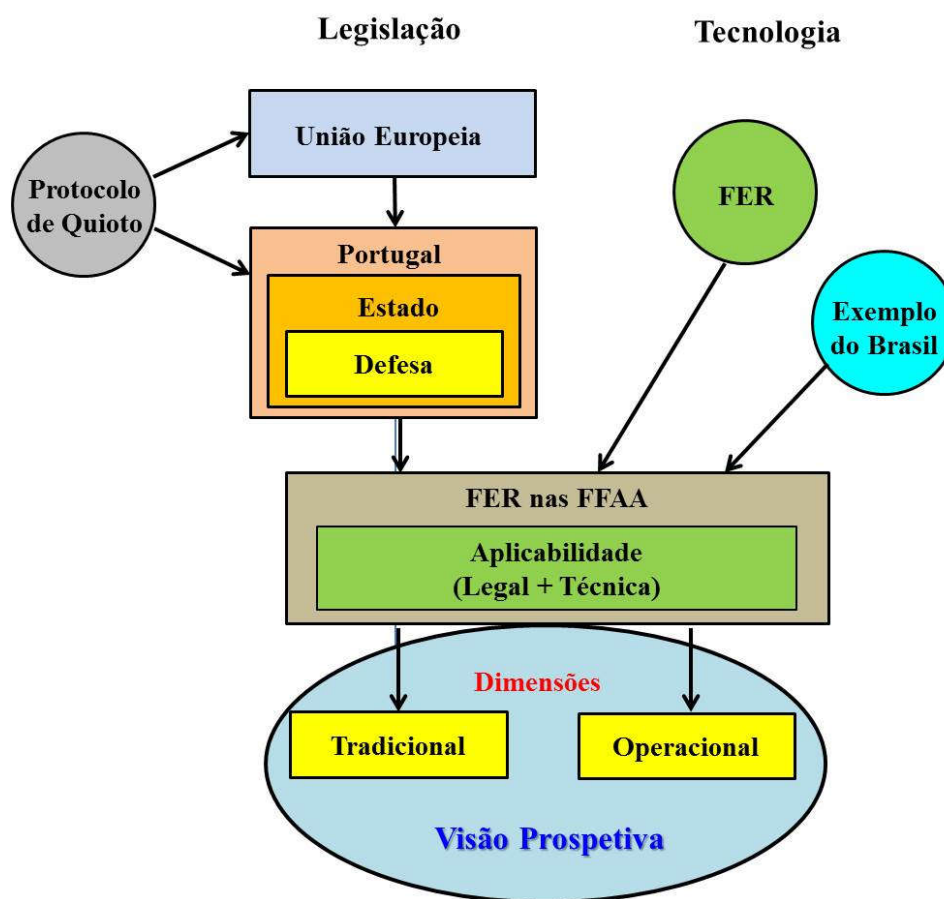 Legislação
Tecnologia
União Europeia
Protocolo
de Quioto
FER
Portugal
Estado
Defesa
Exemplo
do Brasil
FER nas FFAA
Aplicabilidade
(Legal + Técnica)
Dimensões
Tradicional
Operacional
Visão Prospetiva